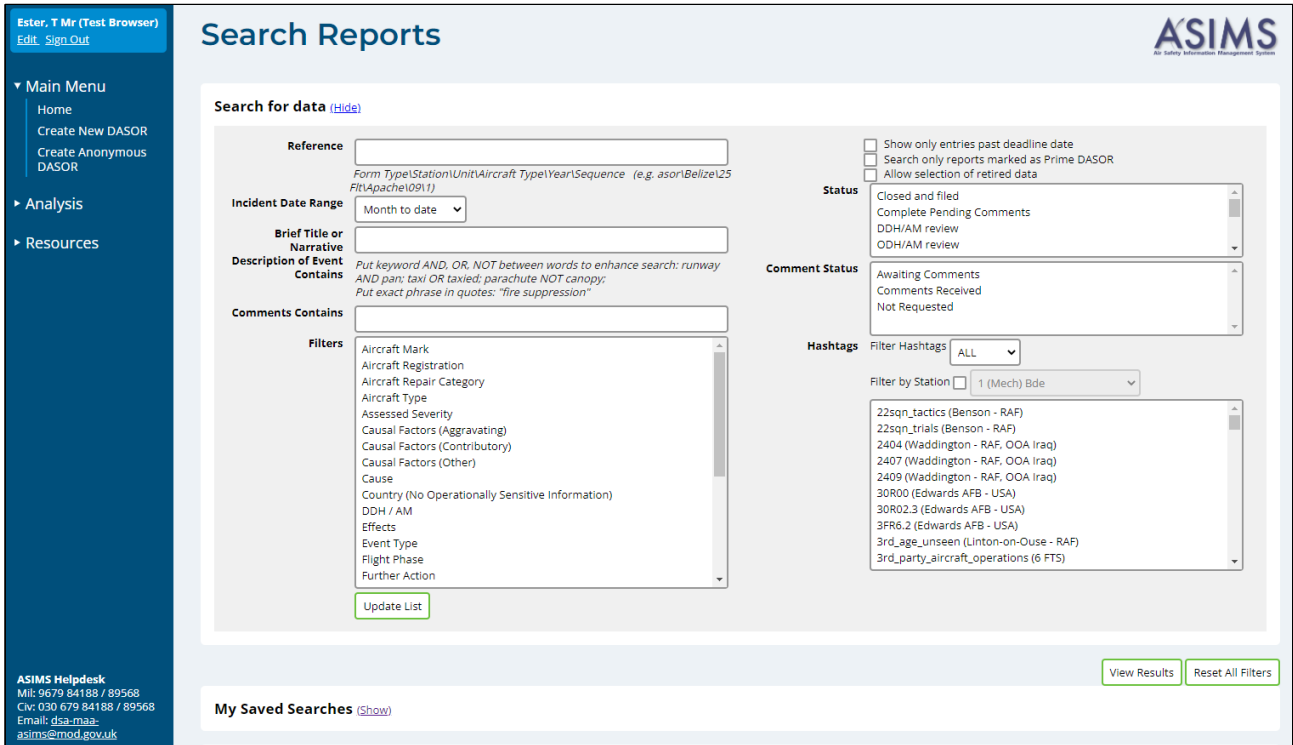 Ester, T Mr (Test Browser)
Edit Sign Out
Main Menu
Home
Create New DASOR
Create Anonymous
DASOR
Analysis
Resources
ASIMS Helpdesk
Mil: 9679 84188 / 89568
Civ: 030 679 84188 / 89568
Email: dsa-maa-
asims@mod.gov.uk
Search Reports
ASIMS
Air Safety Information Management System
Search for data (Hide)
Reference
Form Type\Station\Unit\Aircraft Type\Year\Sequence (e.g. asor\Belize\25
Flt\Apache\09\1)
Incident Date Range
Month to date
Brief Title or
Narrative
Description of Event
Contains
Put keyword AND, OR, NOT between words to enhance search: runway
AND pan; taxi OR taxied; parachute NOT canopy;
Put exact phrase in quotes: "fire suppression"
Comments Contains
Filters
Aircraft Mark
Aircraft Registration
Aircraft Repair Category
Aircraft Type
Assessed Severity
Causal Factors (Aggravating)
Causal Factors (Contributory)
Causal Factors (Other)
Cause
Country (No Operationally Sensitive Information)
DDH / AM
Effects
Event Type
Flight Phase
Further Action
Update List
Show only entries past deadline date
Search only reports marked as Prime DASOR
Allow selection of retired data
Status
Closed and filed
Complete Pending Comments
DDH/AM review
ODH/AM review
Comment Status
Awaiting Comments
Comments Received
Not Requested
Hashtags
Filter Hashtags ALL
Filter by Station 1 (Mech) Bde
22sqn_tactics (Benson - RAF)
22sqn_trials (Benson - RAF)
2404 (Waddington - RAF, OOA Iraq)
2407 (Waddington - RAF, OOA Iraq)
2409 (Waddington - RAF, OOA Iraq)
30R00 (Edwards AFB - USA)
30R02.3 (Edwards AFB - USA)
3FR6.2 (Edwards AFB - USA)
3rd_age_unseen (Linton-on-Ouse - RAF)
3rd_party_aircraft_operations (6 FTS)
View Results
Reset All Filters
My Saved Searches (Show)